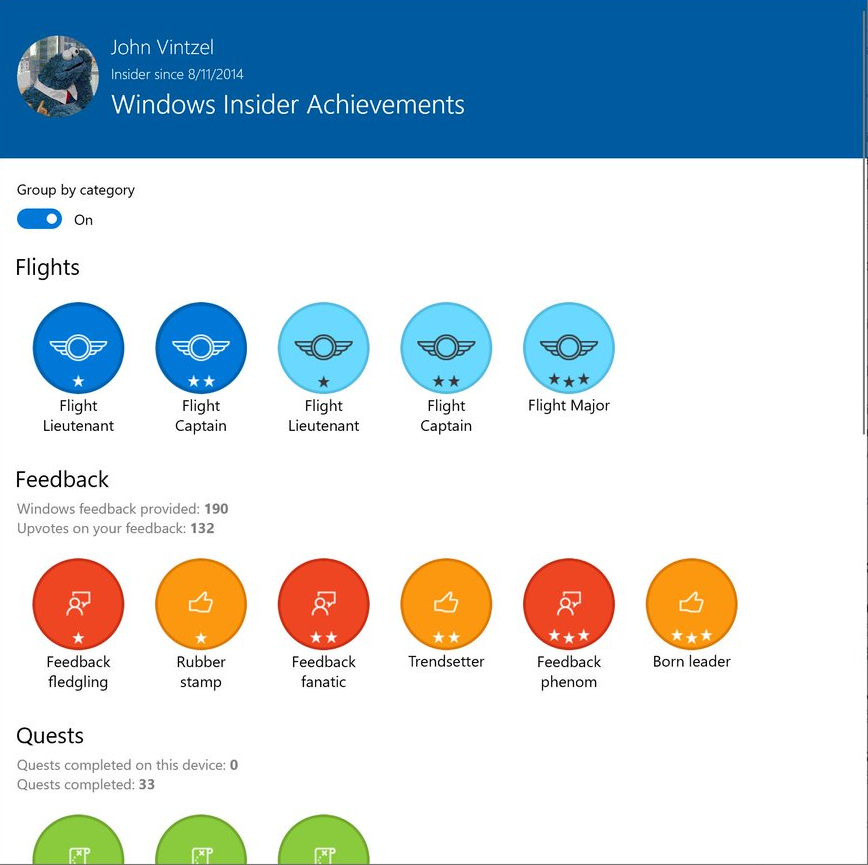 John Vintzel
Insider since 8/11/2014
Windows Insider Achievements
Group by category
On
Flights
Flight Lieutenant
Flight Captain
Flight Lieutenant
Flight Captain
Flight Major
Feedback
Windows feedback provided: 190
Upvotes on your feedback: 132
Feedback fledgling
Rubber stamp
Feedback fanatic
Trendsetter
Feedback phenom
Born leader
Quests
Quests completed on this device: 0
Quests completed: 33